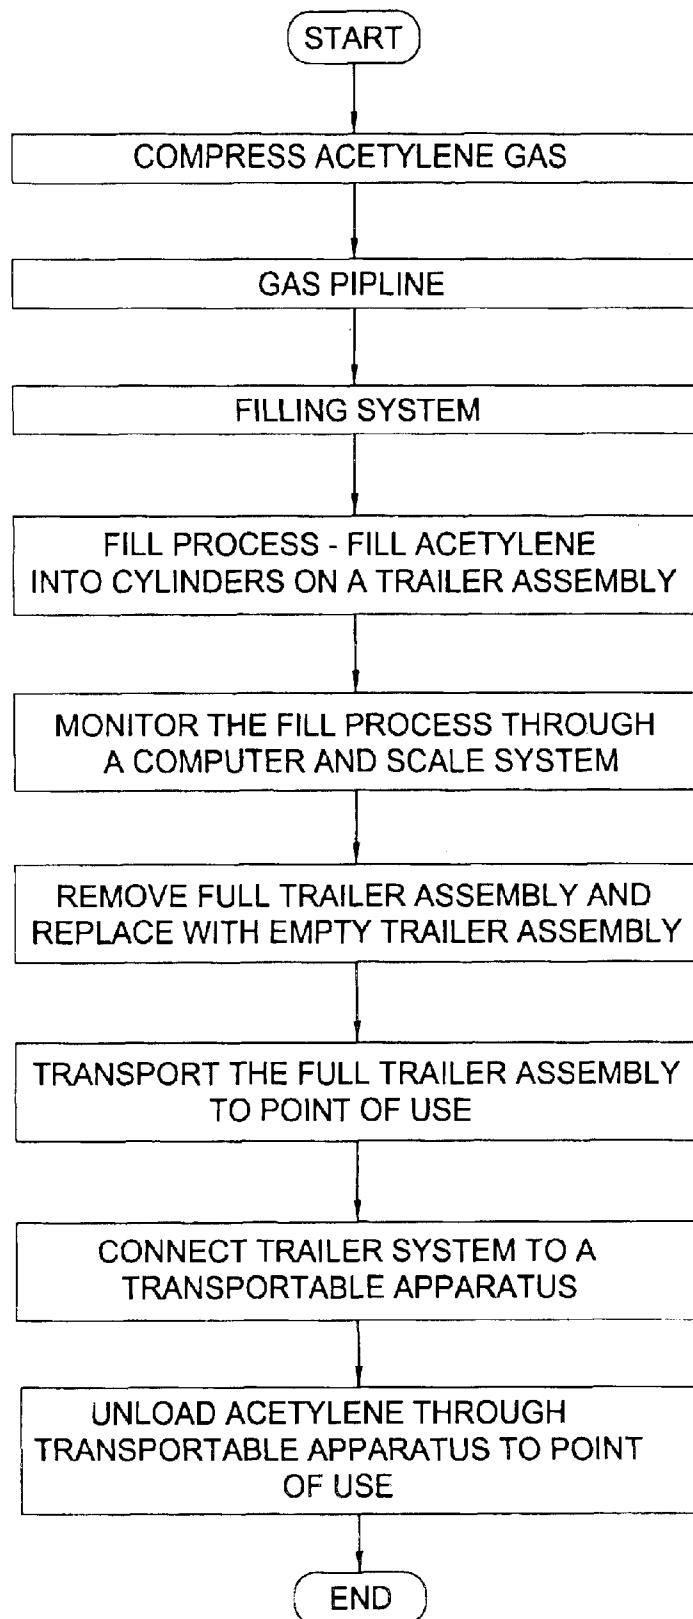 START
COMPRESS ACETYLENE GAS
GAS PIPLINE
FILLING SYSTEM
FILL PROCESS - FILL ACETYLENE
INTO CYLINDERS ON A TRAILER ASSEMBLY
MONITOR THE FILL PROCESS THROUGH
A COMPUTER AND SCALE SYSTEM
REMOVE FULL TRAILER ASSEMBLY AND
REPLACE WITH EMPTY TRAILER ASSEMBLY
TRANSPORT THE FULL TRAILER ASSEMBLY
TO POINT OF USE
CONNECT TRAILER SYSTEM TO A
TRANSPORTABLE APPARATUS
UNLOAD ACETYLENE THROUGH
TRANSPORTABLE APPARATUS TO POINT
OF USE
END